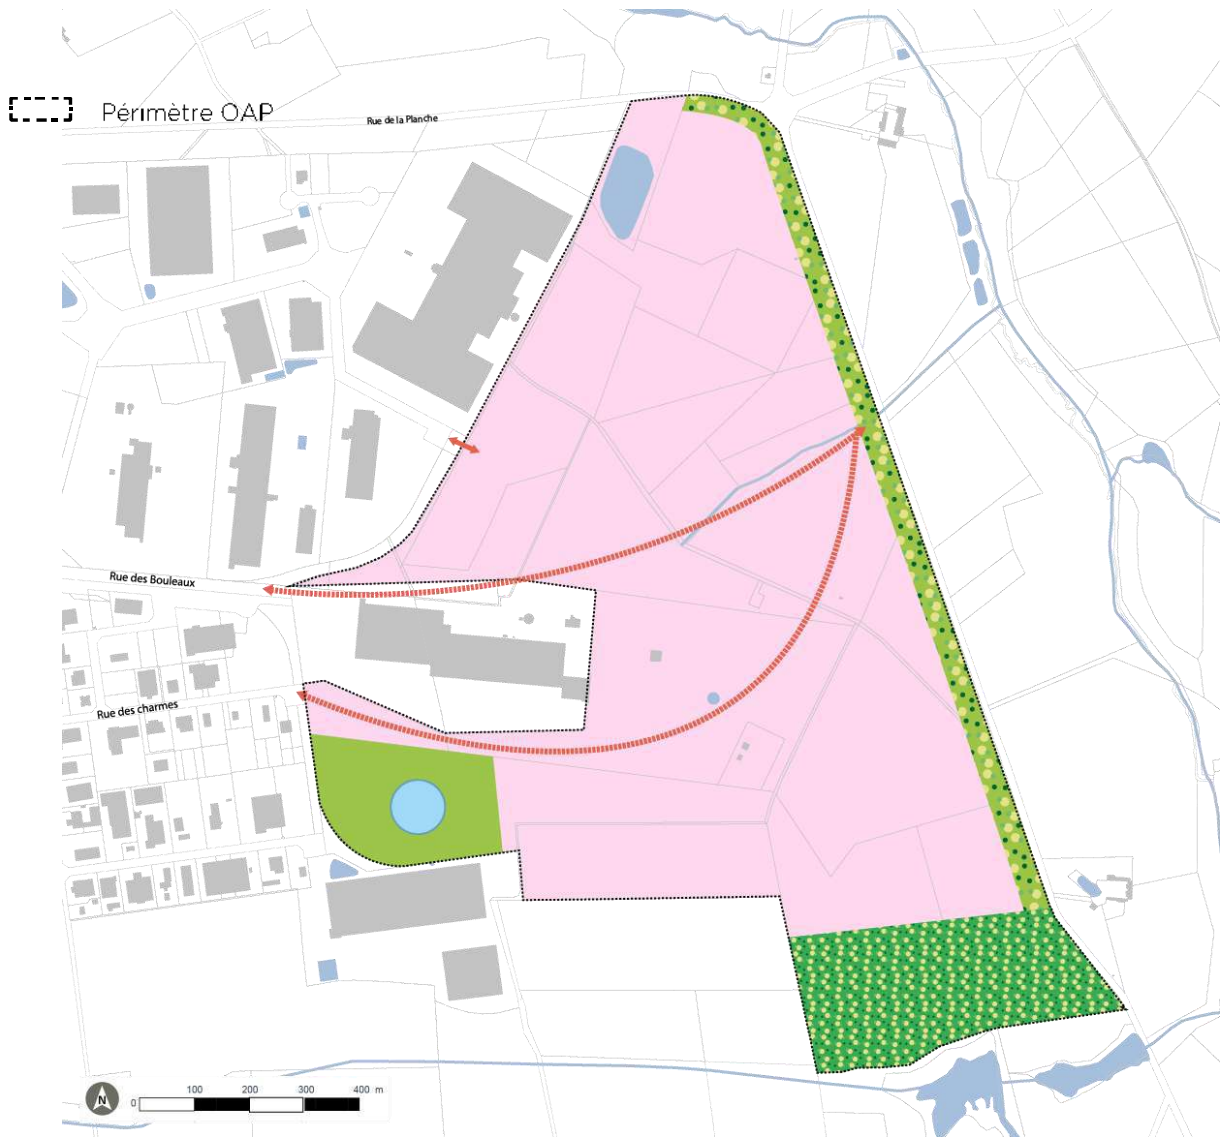 Périmètre OAP
Rue de la Planche
Rue des Bouleaux
Rue des charmes
N
0 100 200 300 400 m